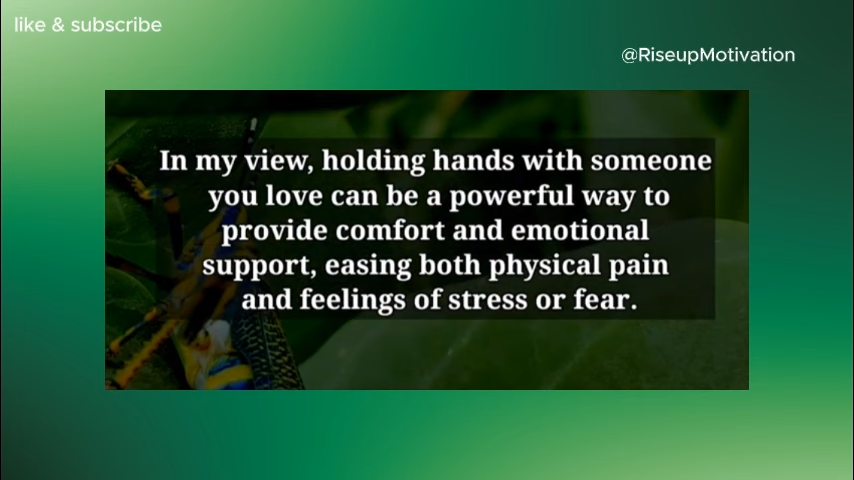 like & subscribe
@RiseupMotivation
In my view, holding hands with someone
you love can be a powerful way to
provide comfort and emotional
support, easing both physical pain
and feelings of stress or fear.